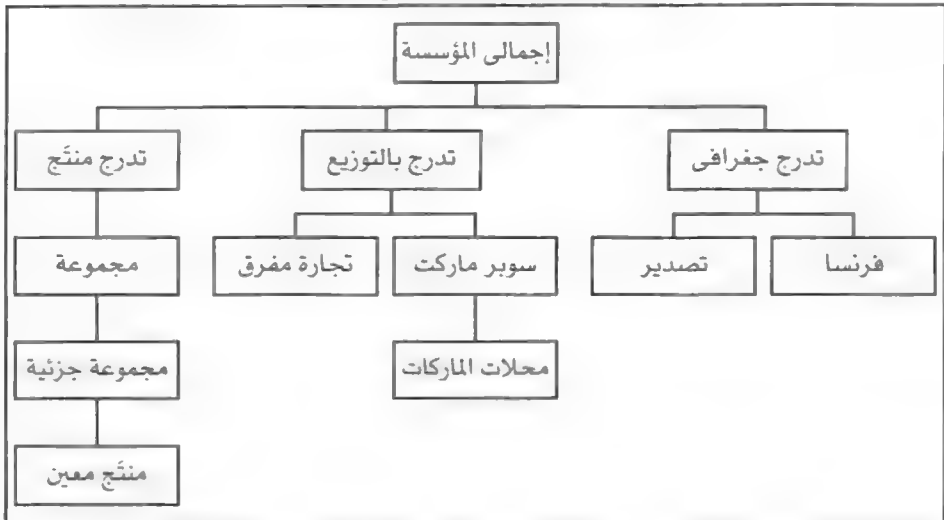 إجمالى المؤسسة
تدرج جغرافى
تدرج بالتوزيع
تدرج منتَج
فرنسا
تصدير
سوبر ماركت
تجارة مفرق
مجموعة
محلات الماركات
مجموعة جزئية
منتَج معين